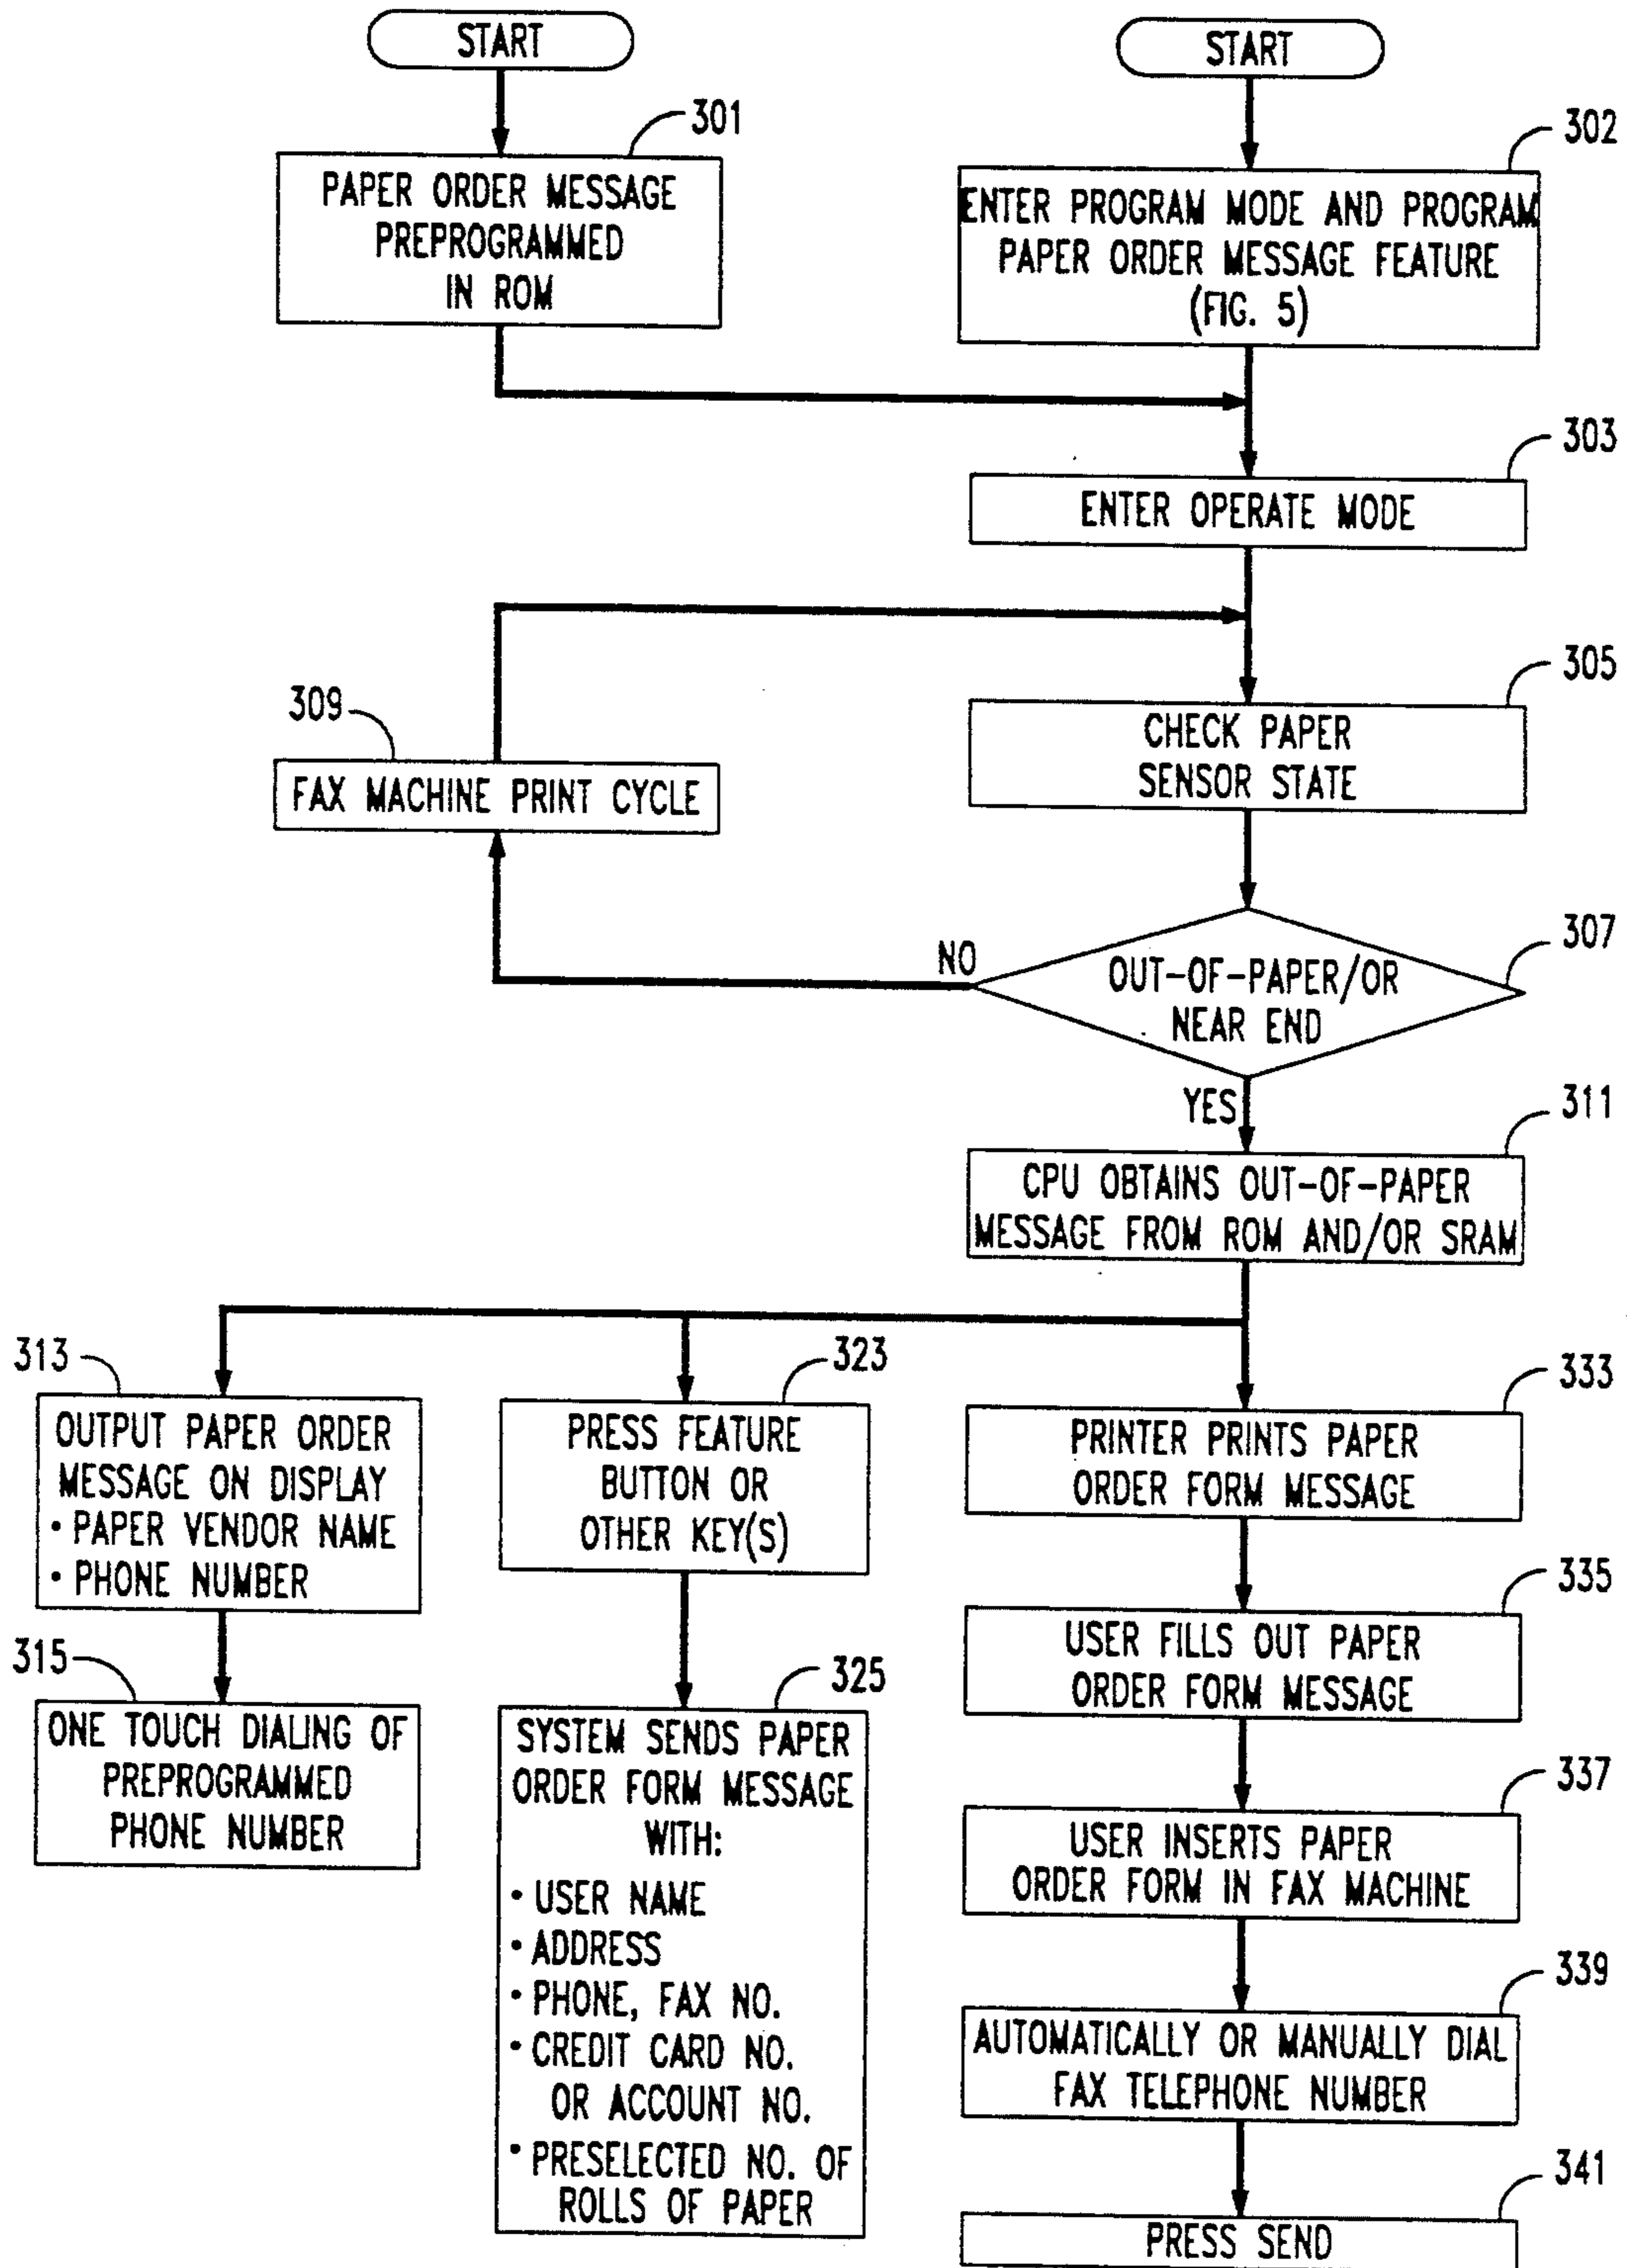 START
START
301
302
PAPER ORDER MESSAGE
PREPROGRAMMED
IN ROM
ENTER PROGRAM MODE AND PROGRAM
PAPER ORDER MESSAGE FEATURE
(FIG. 5)
303
ENTER OPERATE MODE
305
CHECK PAPER
SENSOR STATE
309
FAX MACHINE PRINT CYCLE
307
NO
OUT-OF-PAPER/OR
NEAR END
YES
311
CPU OBTAINS OUT-OF-PAPER
MESSAGE FROM ROM AND/OR SRAM
313
OUTPUT PAPER ORDER
MESSAGE ON DISPLAY
• PAPER VENDOR NAME
• PHONE NUMBER
315
ONE TOUCH DIALING OF
PREPROGRAMMED
PHONE NUMBER
323
PRESS FEATURE
BUTTON OR
OTHER KEY(S)
325
SYSTEM SENDS PAPER
ORDER FORM MESSAGE
WITH:
• USER NAME
• ADDRESS
• PHONE, FAX NO.
• CREDIT CARD NO.
OR ACCOUNT NO.
• PRESELECTED NO. OF
ROLLS OF PAPER
333
PRINTER PRINTS PAPER
ORDER FORM MESSAGE
335
USER FILLS OUT PAPER
ORDER FORM MESSAGE
337
USER INSERTS PAPER
ORDER FORM IN FAX MACHINE
339
AUTOMATICALLY OR MANUALLY DIAL
FAX TELEPHONE NUMBER
341
PRESS SEND